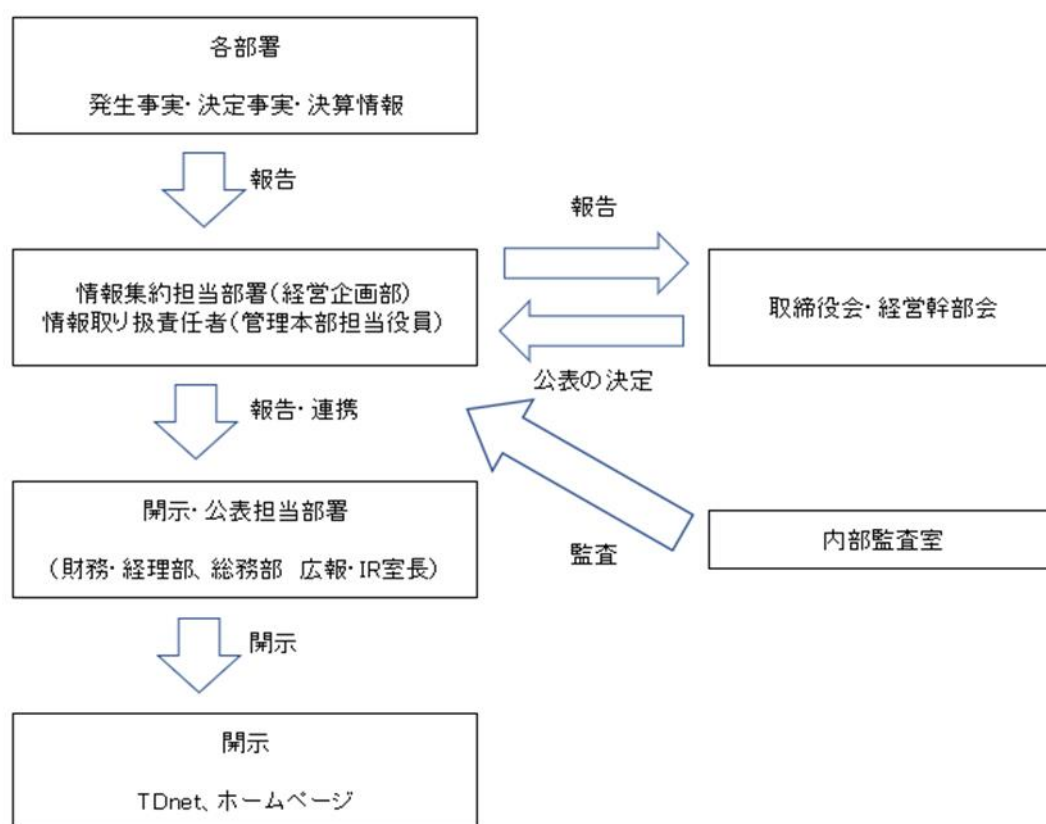 各部署
発生事実・決定事実・決算情報
報告
報告
情報集約担当部署(経営企画部)
情報取り扱責任者(管理本部担当役員)
取締役会・経営幹部会
公表の決定
報告・連携
開示・公表担当部署
(財務・経理部、総務部 広報・IR室長)
監査
内部監査室
開示
開示
TDnet、ホームページ